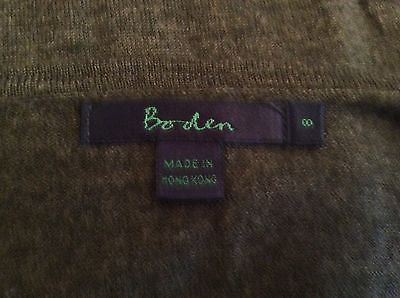 Boden
8
MADE IN
HONG KONG